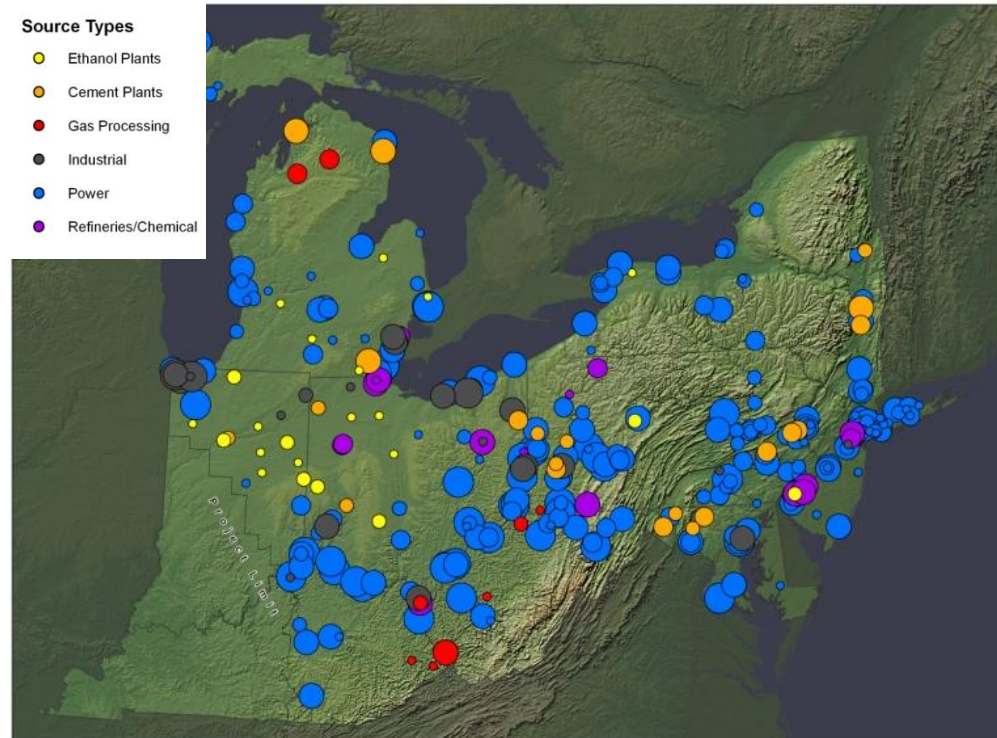 Source Types
Ethanol Plants
Cement Plants
Gas Processing
Industrial
Power
Refineries/Chemical
Project Limit